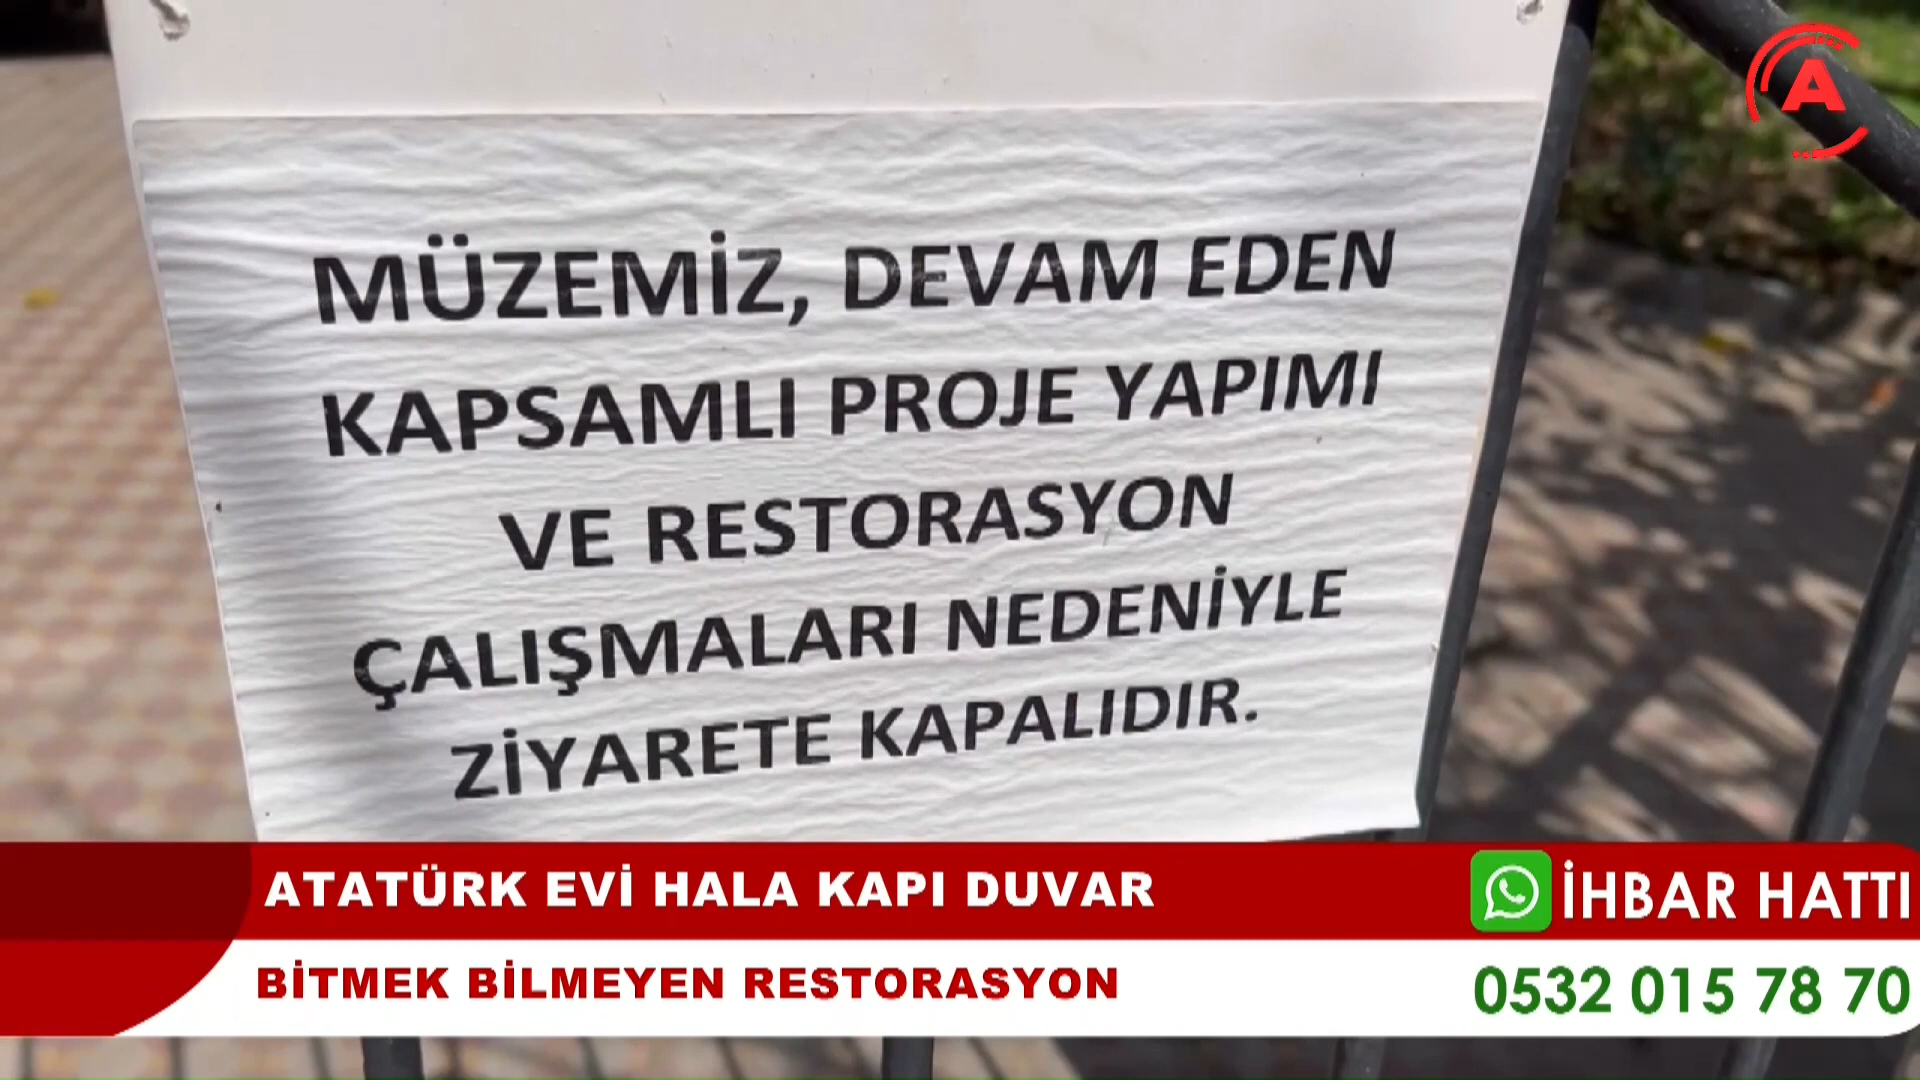 A
MÜZEMİZ, DEVAM EDEN
KAPSAMLI PROJE YAPIMI
VE RESTORASYON
ÇALIŞMALARI NEDENİYLE
ZİYARETE KAPALIDIR.
ATATÜRK EVİ HALA KAPI DUVAR
İHBAR HATTI
BİTMEK BİLMEYEN RESTORASYON
0532 015 78 70